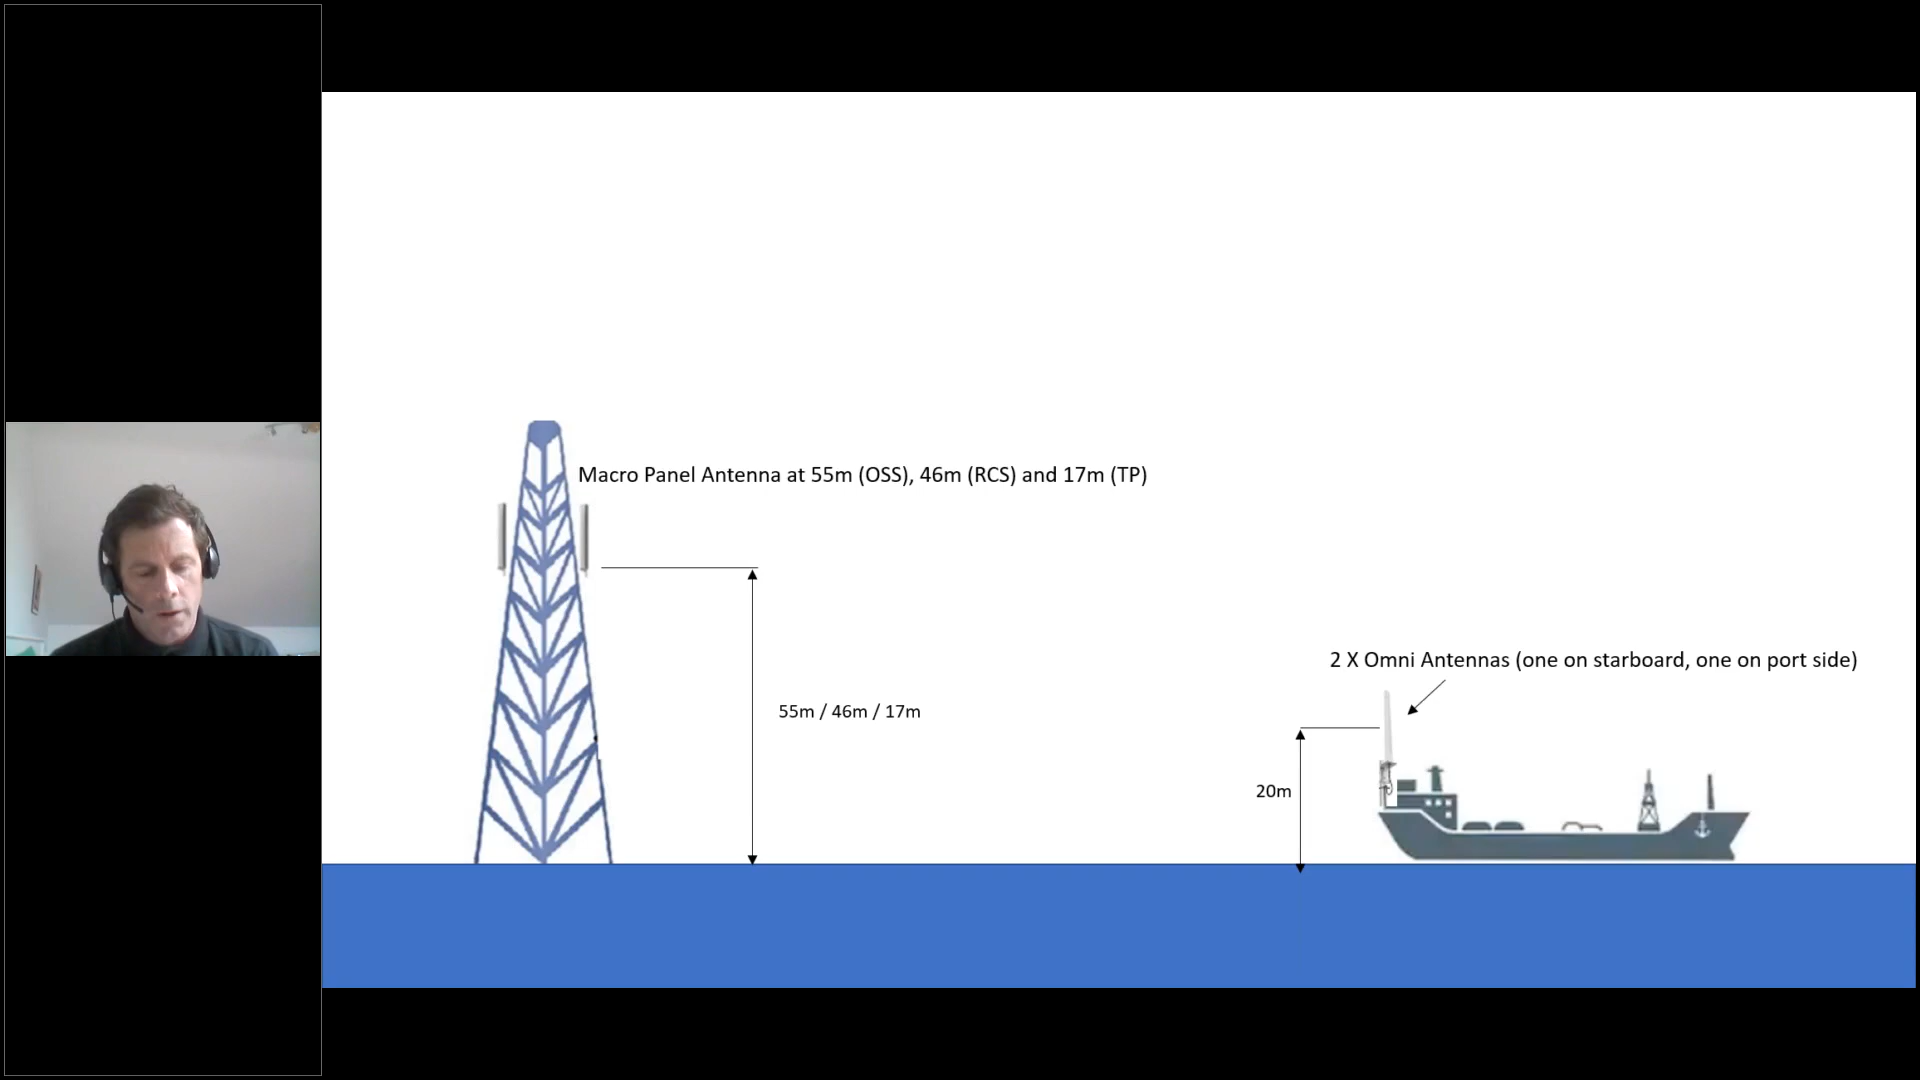 Macro Panel Antenna at 55m (OSS), 46m (RCS) and 17m (TP)
2 X Omni Antennas (one on starboard, one on port side)
55m / 46m / 17m
20m